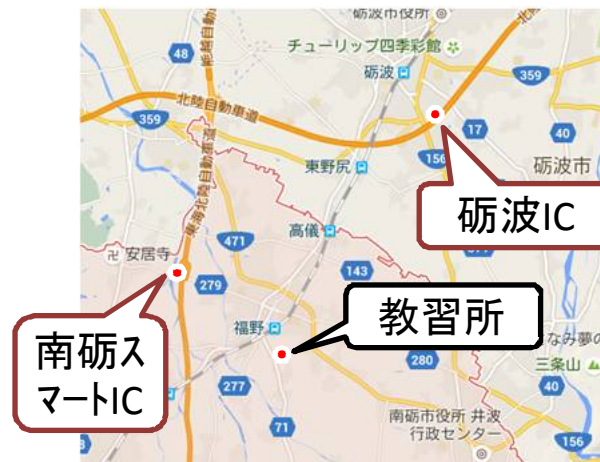 砺波市役所
チューリップ四季彩館
48
砺波
359
北陸自動車道
359
17
40
156
東野尻
砺波市
砺波IC
東海北陸自動車道
高儀
471
安居寺
143
279
教習所
福野
南砺ス
マートIC
280
三条山
277
40
71
南砺市役所 井波
行政センター
156